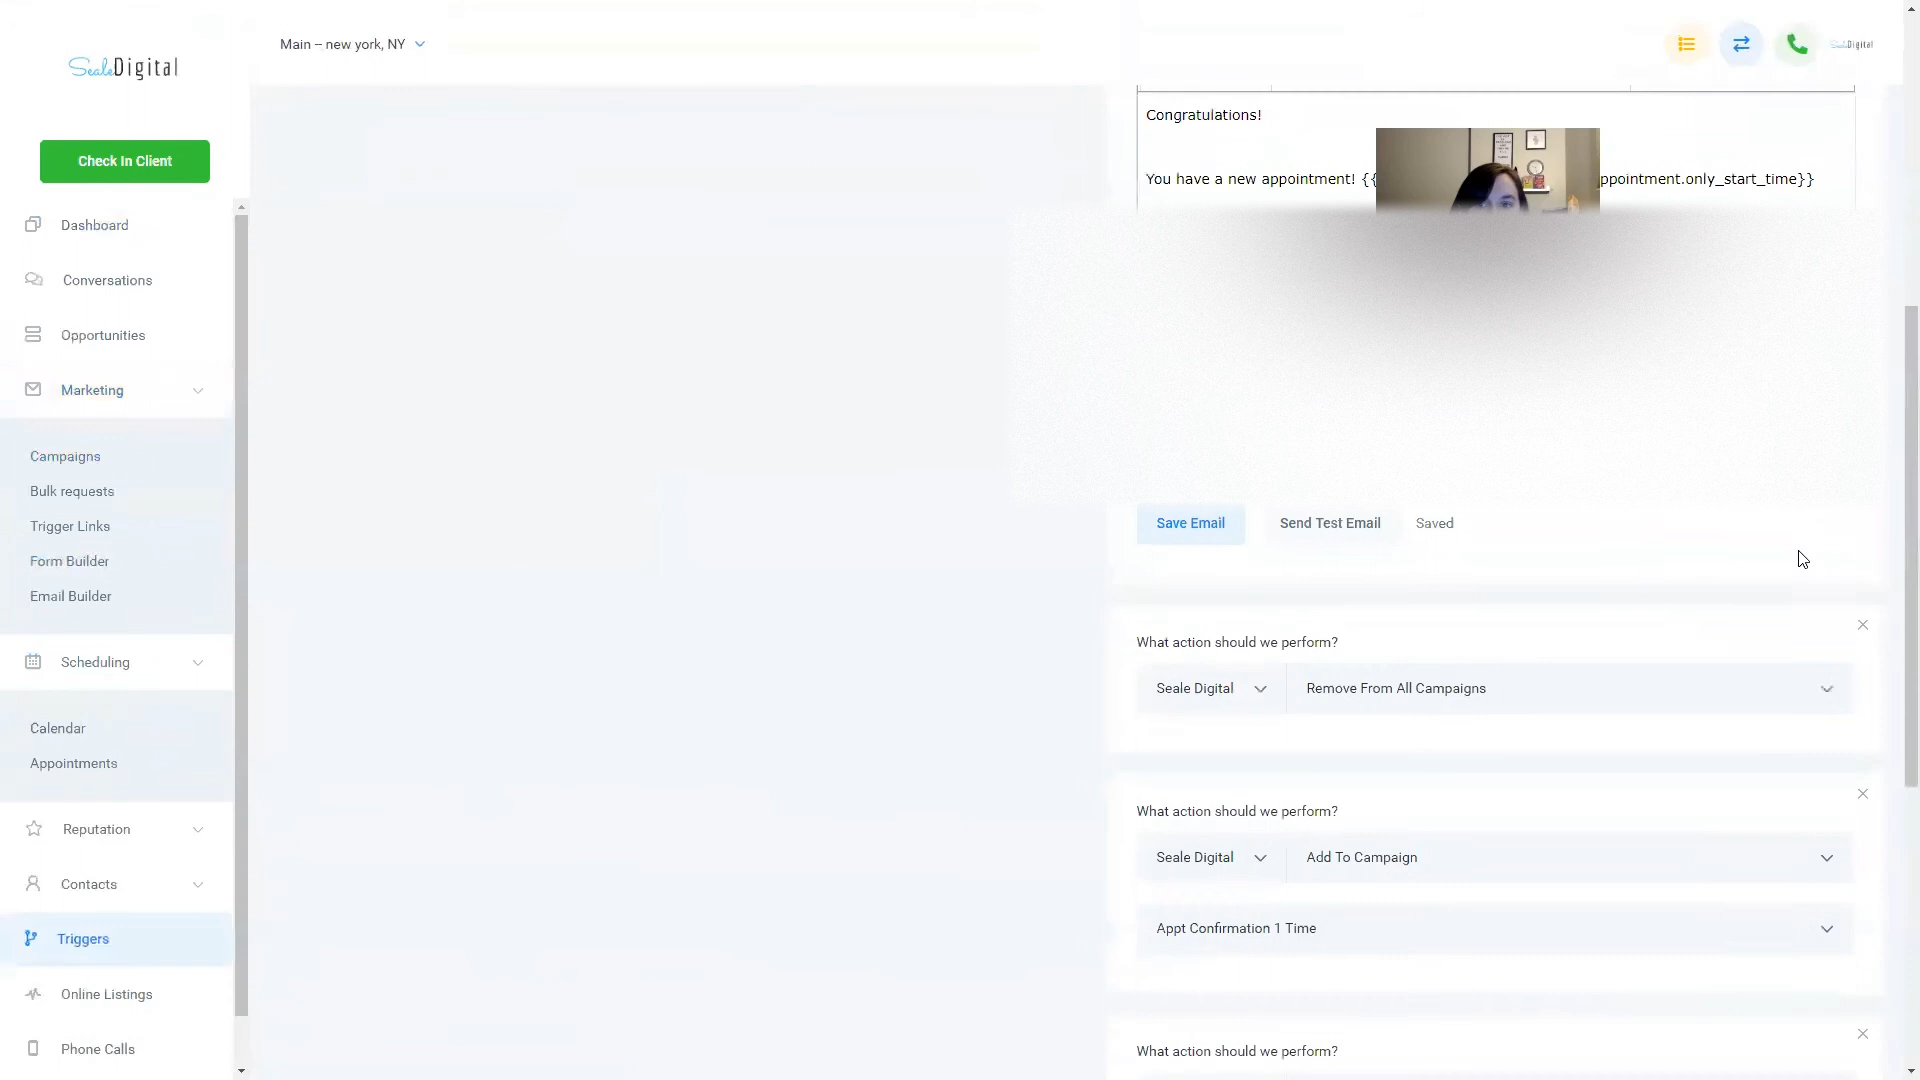 Main – new york, NY
SealeDigital
Digital
Check In Client
Dashboard
Conversations
Opportunities
Marketing
Campaigns
Bulk requests
Trigger Links
Form Builder
Email Builder
Scheduling
Calendar
Appointments
Reputation
Contacts
Triggers
Online Listings
Phone Calls
Congratulations!
You have a new appointment! {{
ppointment.only_start_time}}
Save Email
Send Test Email
Saved
What action should we perform?
Seale Digital
Remove From All Campaigns
What action should we perform?
Seale Digital
Add To Campaign
Appt Confirmation 1 Time
What action should we perform?